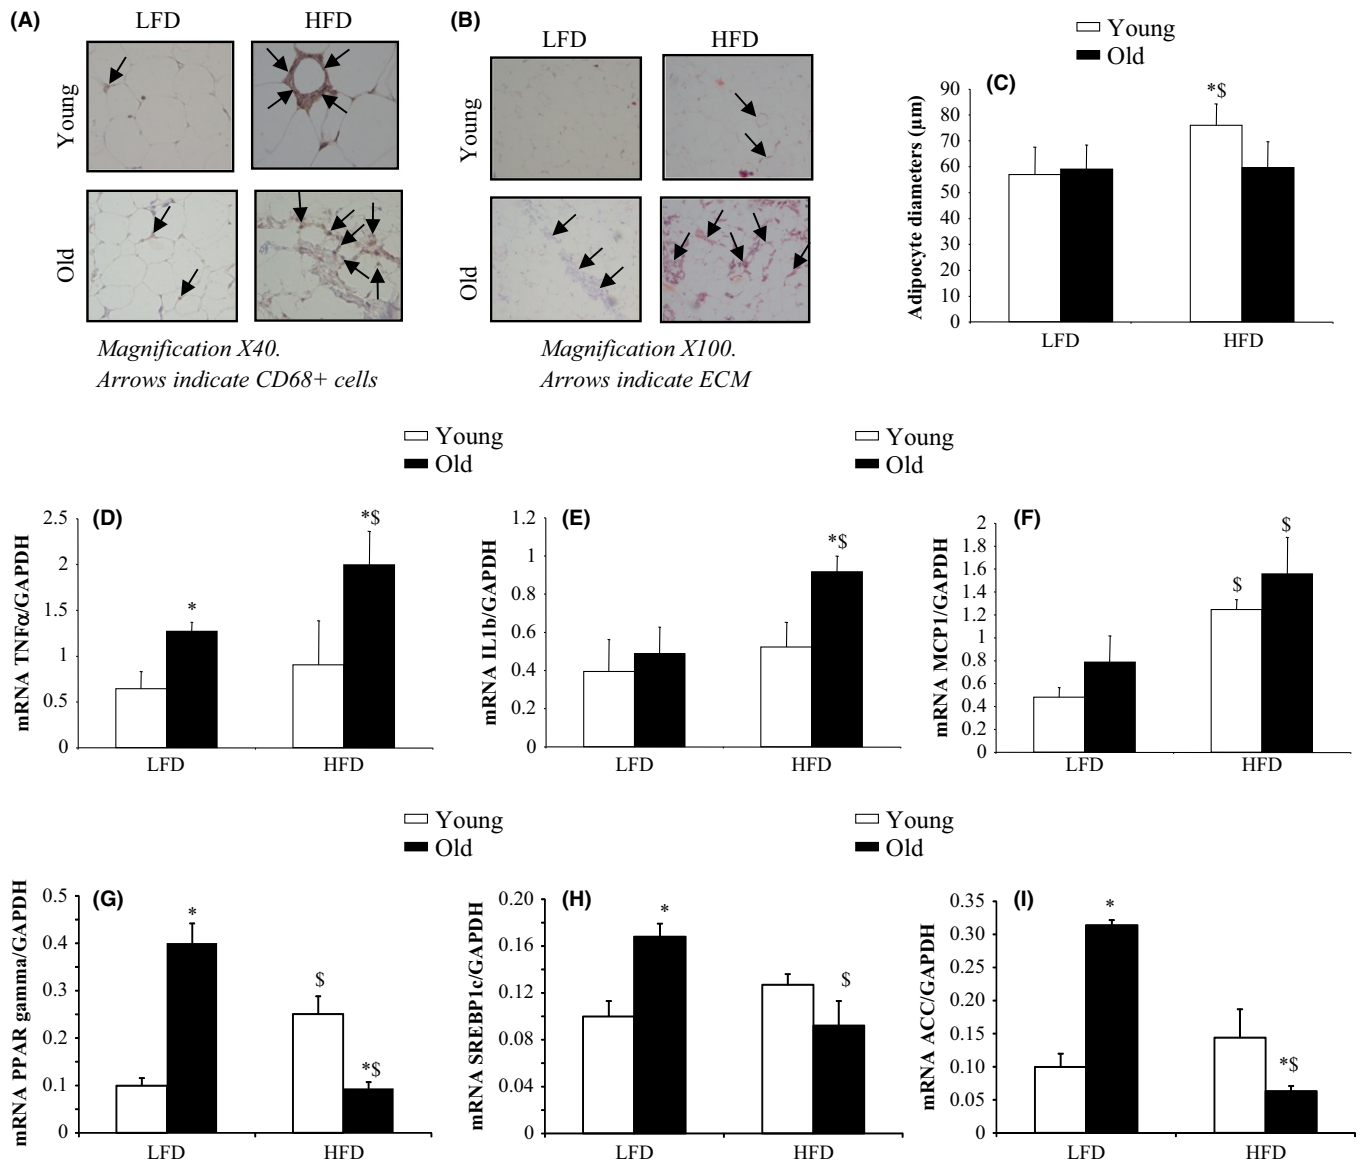 (A)
LFD
HFD
Young
Old
Magnification X40.
Arrows indicate CD68+ cells
(B)
LFD
HFD
Young
Old
Magnification X100.
Arrows indicate ECM
Young
Old
(C)
Adipocyte diameters (μm)
90
80
70
60
50
40
30
20
10
0
*$
LFD
HFD
Young
Old
Young
Old
(D)
mRNA TNFα/GAPDH
2.5
2
1.5
1
0.5
0
*
*$
LFD
HFD
(E)
mRNA IL1b/GAPDH
1.2
1
0.8
0.6
0.4
0.2
0
*$
LFD
HFD
(F)
mRNA MCP1/GAPDH
2
1.8
1.6
1.4
1.2
1
0.8
0.6
0.4
0.2
0
$
$
LFD
HFD
Young
Old
Young
Old
(G)
mRNA PPAR gamma/GAPDH
0.5
0.4
0.3
0.2
0.1
0
*
$
*$
LFD
HFD
(H)
mRNA SREBP1c/GAPDH
0.20
0.16
0.12
0.08
0.04
0
*
$
LFD
HFD
(I)
mRNA ACC/GAPDH
0.35
0.30
0.25
0.20
0.15
0.10
0.05
0
*
*$
LFD
HFD